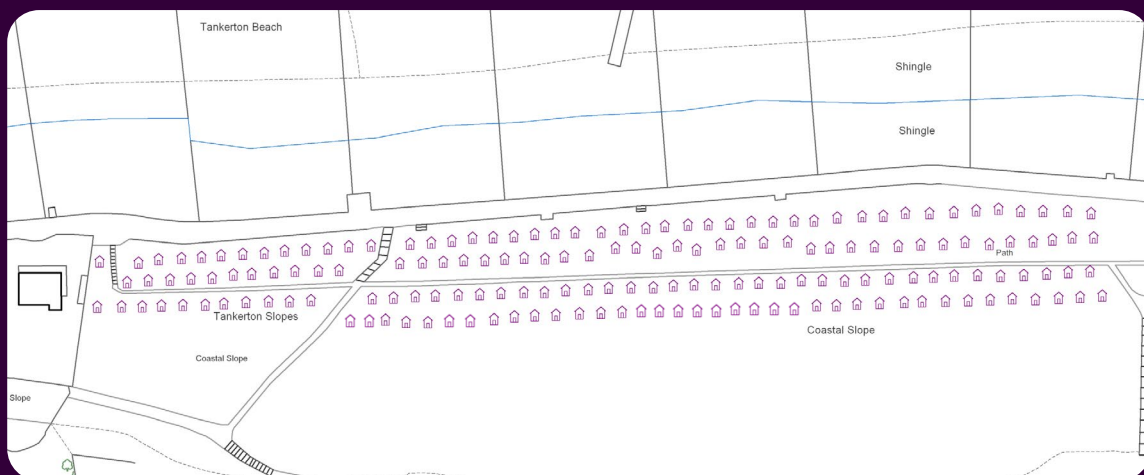 Tankerton Beach
Shingle
Shingle
Path
Tankerton Slopes
Coastal Slope
Coastal Slope
Slope